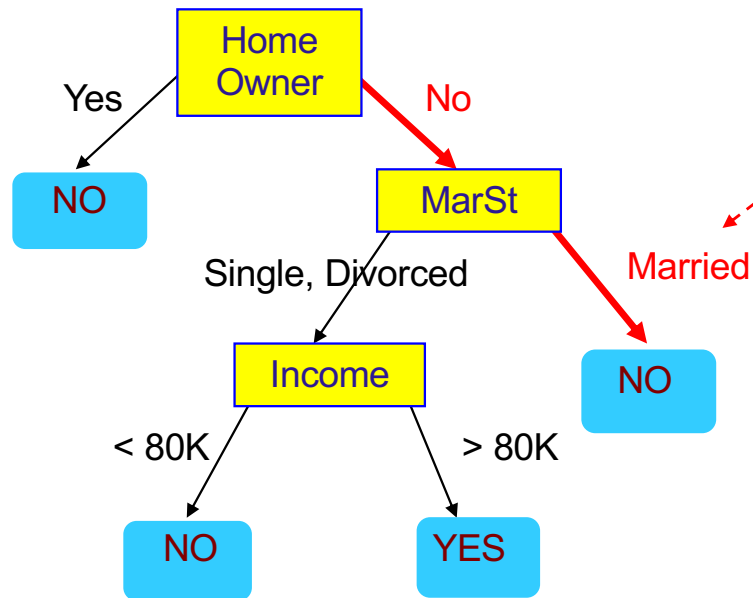 Home
Owner
Yes
No
NO
MarSt
Single, Divorced
Married
Income
NO
< 80K
> 80K
NO
YES